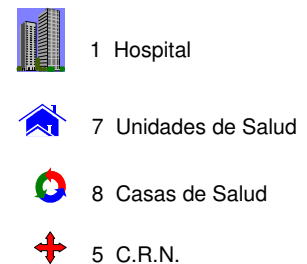 1 Hospital
7 Unidades de Salud
8 Casas de Salud
5 C.R.N.